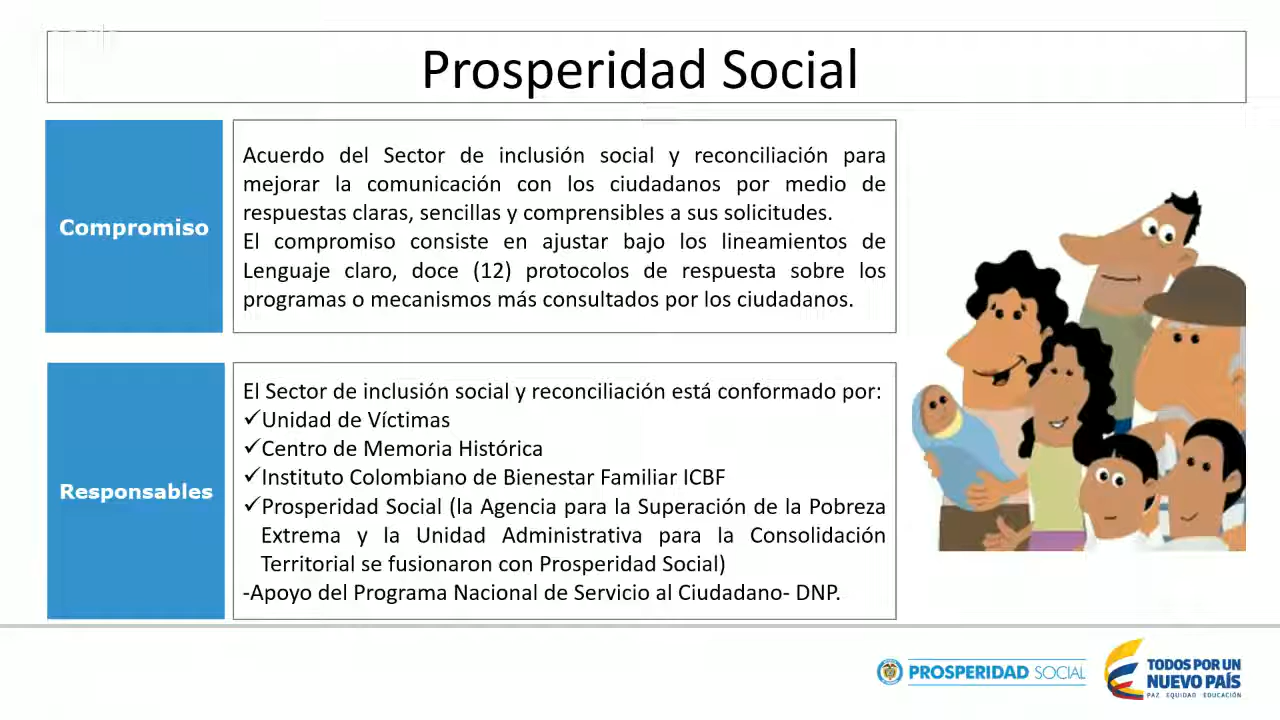 Prosperidad Social
Compromiso
Acuerdo del Sector de inclusión social y reconciliación para
mejorar la comunicación con los ciudadanos por medio de
respuestas claras, sencillas y comprensibles a sus solicitudes.
El compromiso consiste en ajustar bajo los lineamientos de
Lenguaje claro, doce (12) protocolos de respuesta sobre los
programas o mecanismos más consultados por los ciudadanos.
Responsables
El Sector de inclusión social y reconciliación está conformado por:
✓Unidad de Víctimas
✓Centro de Memoria Histórica
✓Instituto Colombiano de Bienestar Familiar ICBF
✓Prosperidad Social (la Agencia para la Superación de la Pobreza
Extrema y la Unidad Administrativa para la Consolidación
Territorial se fusionaron con Prosperidad Social)
-Apoyo del Programa Nacional de Servicio al Ciudadano- DNP.
PROSPERIDAD SOCIAL
TODOS POR UN
NUEVO PAÍS
PAZ EQUIDAD EDUCACIÓN